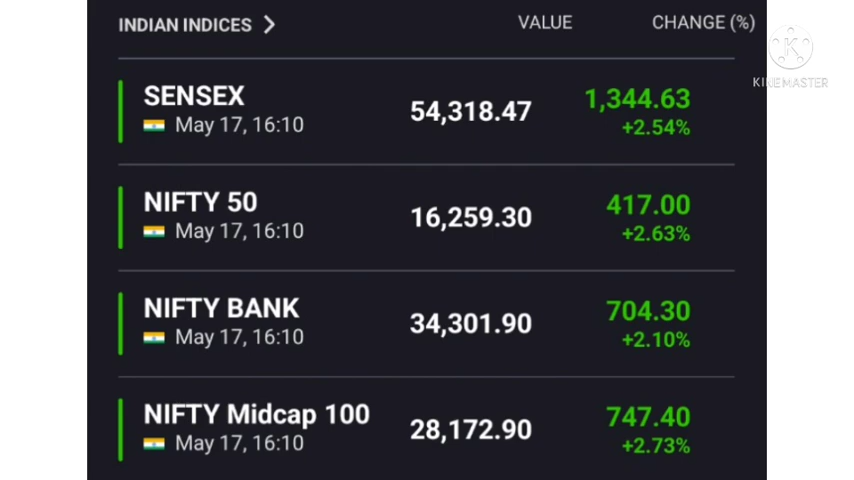 INDIAN INDICES > VALUE CHANGE (%)
K
KINEMASTER
SENSEX 54,318.47 1,344.63
May 17, 16:10 +2.54%
NIFTY 50 16,259.30 417.00
May 17, 16:10 +2.63%
NIFTY BANK 34,301.90 704.30
May 17, 16:10 +2.10%
NIFTY Midcap 100 28,172.90 747.40
May 17, 16:10 +2.73%